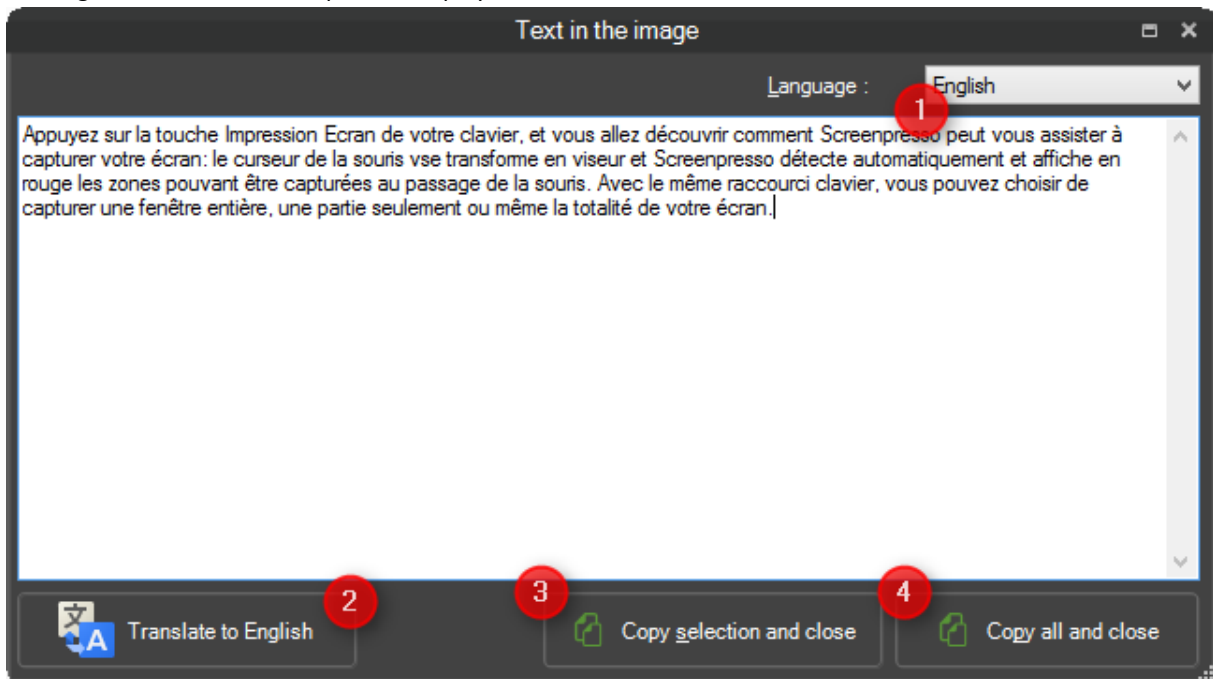 Text in the image
Language :
English
1
Appuyez sur la touche Impression Ecran de votre clavier, et vous allez découvrir comment Screenpresso peut vous assister à
capturer votre écran: le curseur de la souris vse transforme en viseur et Screenpresso détecte automatiquement et affiche en
rouge les zones pouvant être capturées au passage de la souris. Avec le même raccourci clavier, vous pouvez choisir de
capturer une fenêtre entière, une partie seulement ou même la totalité de votre écran.
2
3
4
文
A
Translate to English
Copy selection and close
Copy all and close